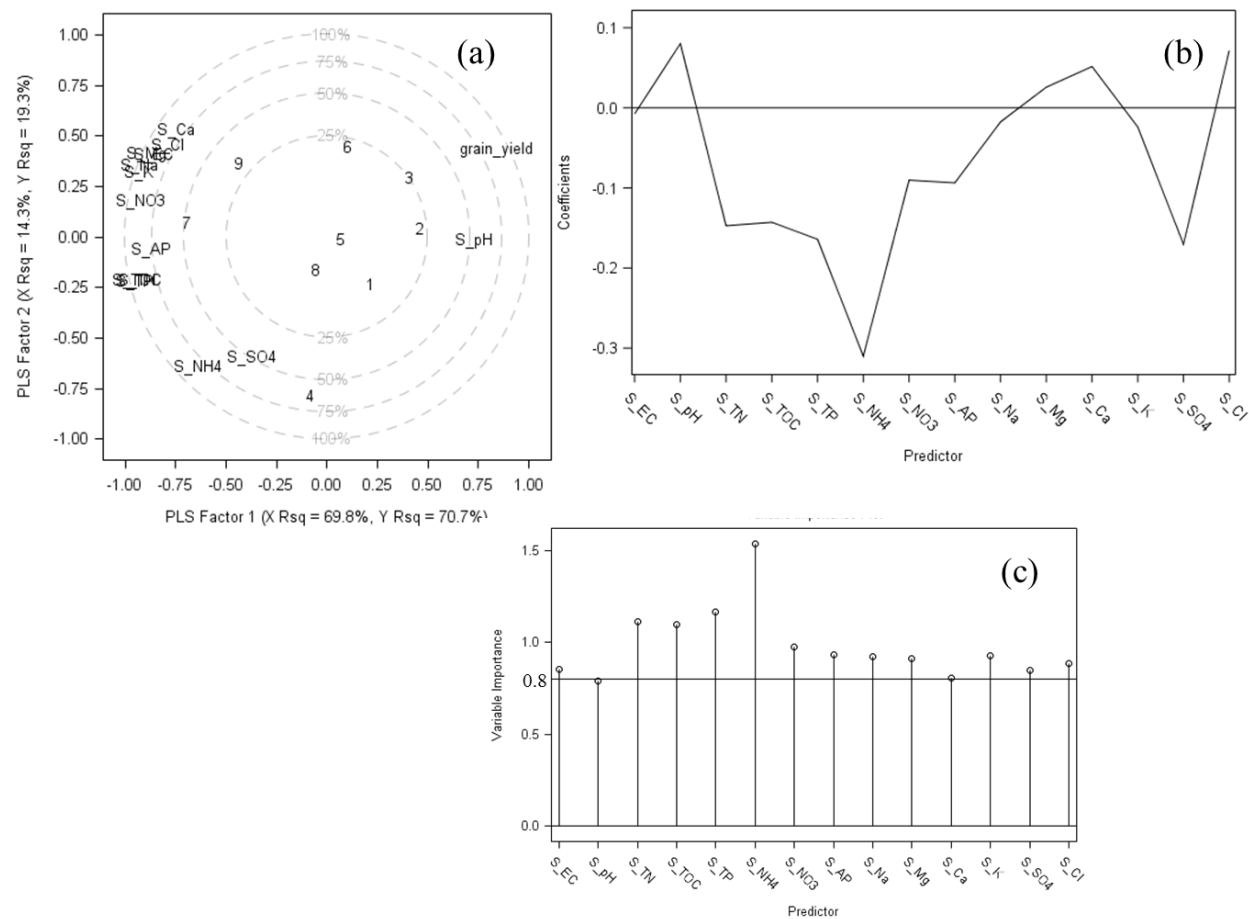 (a)
PLS Factor 2 (X Rsq = 14.3%, Y Rsq = 19.3%)
1.00
0.75
0.50
0.25
0.00
-0.25
-0.50
-0.75
-1.00
100%
75%
50%
25%
S_Ca
S_Cl
S_K
S_NO3
S_AP
S_NH4
S_SO4
grain_yield
S_pH
9
6
3
7
2
5
8
1
4
25%
50%
75%
100%
-1.00 -0.75 -0.50 -0.25 0.00 0.25 0.50 0.75 1.00
PLS Factor 1 (X Rsq = 69.8%, Y Rsq = 70.7%
(b)
Coefficients
0.1
0.0
-0.1
-0.2
-0.3
S_EC S_pH S_TN S_TOC S_TP S_NH4 S_NO3 S_AP S_Na S_Mg S_Ca S_K S_SO4 S_Cl
Predictor
(c)
Variable Importance
1.5
1.0
0.8
0.5
0.0
S_EC S_pH S_TN S_TOC S_TP S_NH4 S_NO3 S_AP S_Na S_Mg S_Ca S_K S_SO4 S_Cl
Predictor